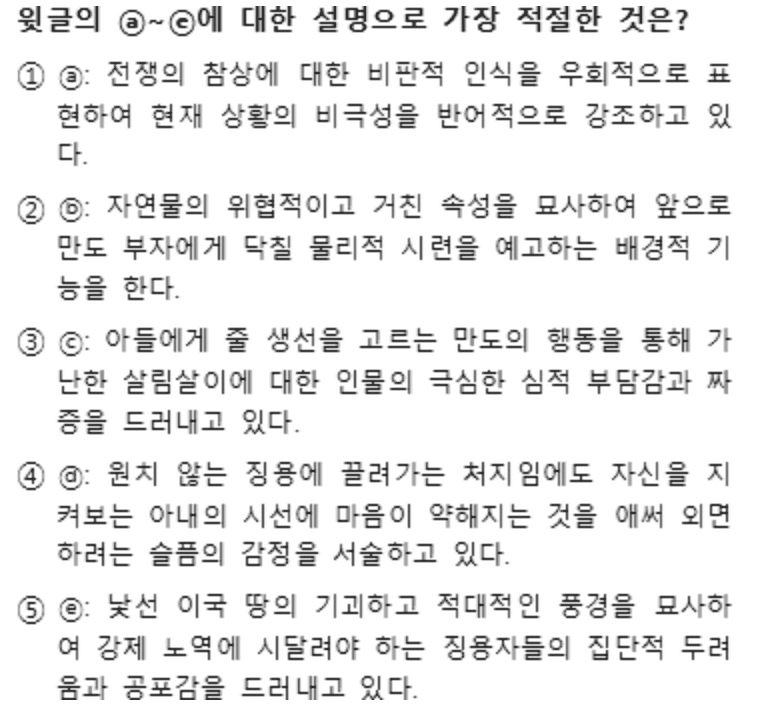 윗글의 ⓐ~ⓔ에 대한 설명으로 가장 적절한 것은?
① ⓐ: 전쟁의 참상에 대한 비판적 인식을 우회적으로 표
현하여 현재 상황의 비극성을 반어적으로 강조하고 있
다.
② ⓑ: 자연물의 위협적이고 거친 속성을 묘사하여 앞으로
만도 부자에게 닥칠 물리적 시련을 예고하는 배경적 기
능을 한다.
③ ⓒ: 아들에게 줄 생선을 고르는 만도의 행동을 통해 가
난한 살림살이에 대한 인물의 극심한 심적 부담감과 짜
증을 드러내고 있다.
④ ⓓ: 원치 않는 징용에 끌려가는 처지임에도 자신을 지
켜보는 아내의 시선에 마음이 약해지는 것을 애써 외면
하려는 슬픔의 감정을 서술하고 있다.
⑤ ⓔ: 낯선 이국 땅의 기괴하고 적대적인 풍경을 묘사하
여 강제 노역에 시달려야 하는 징용자들의 집단적 두려
움과 공포감을 드러내고 있다.